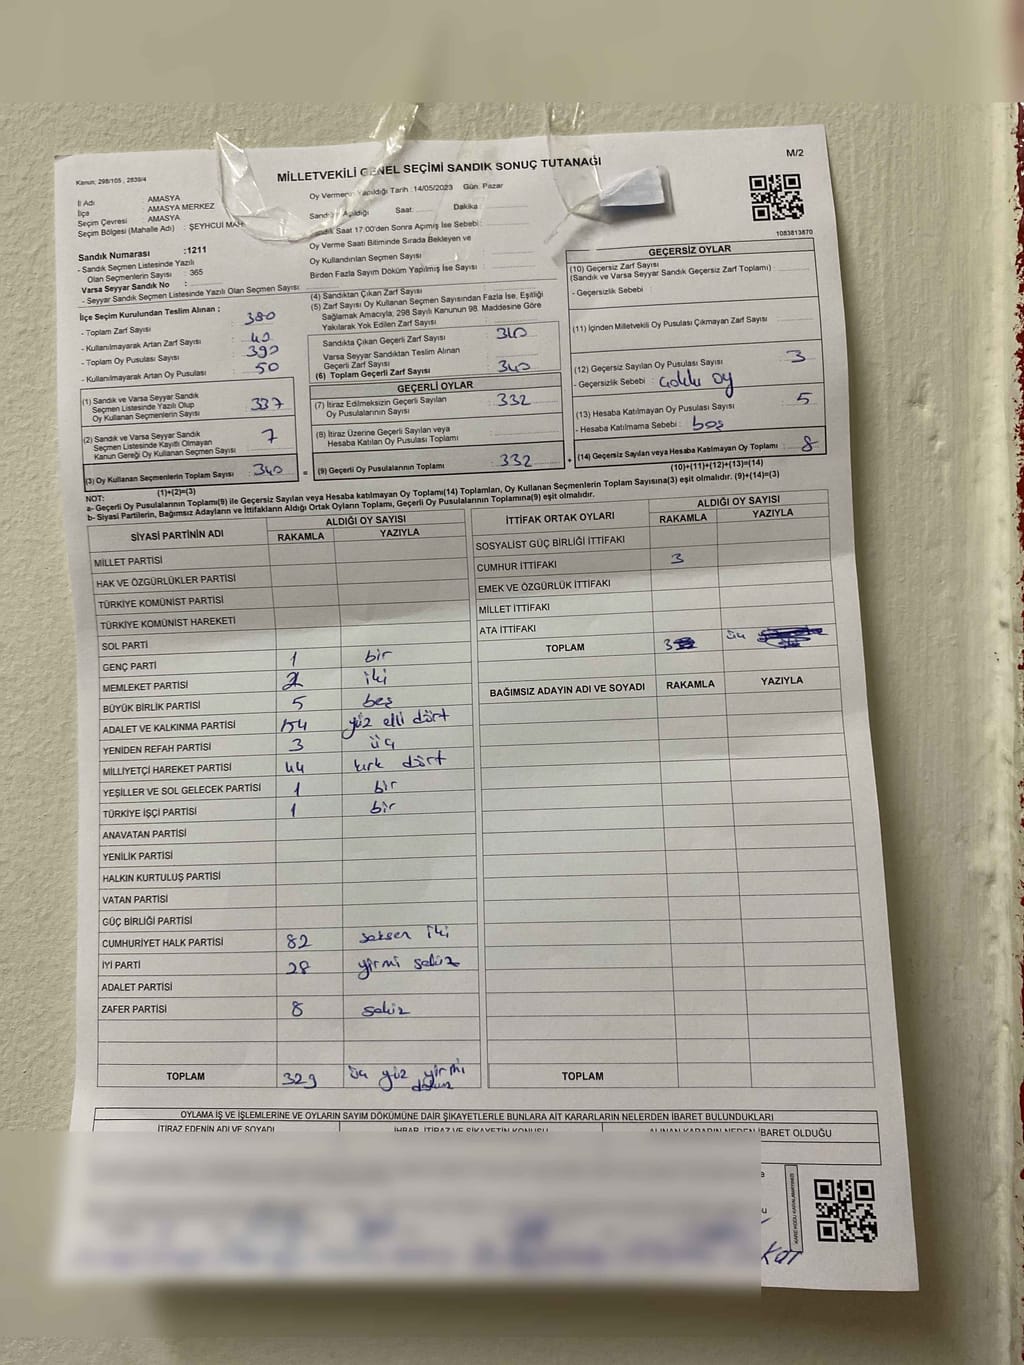 M/2
Kanun; 298/105 , 2839/4
MİLLETVEKİLİ GENEL SEÇİMİ SANDIK SONUÇ TUTANAĞI
İl Adı : AMASYA
İlçe : AMASYA MERKEZ
Seçim Çevresi : AMASYA
Seçim Bölgesi (Mahalle Adı) : ŞEYHCUİ MAH
Oy Vermenin Yapıldığı Tarih :14/05/2023 Gün. Pazar
Sandığın Açıldığı Saat: Dakika:
Saat 17:00'den Sonra Açımış İse Sebebi:
Oy Verme Saati Bitiminde Sırada Bekleyen ve
Oy Kullandırılan Seçmen Sayısı
Birden Fazla Sayım Döküm Yapılmış İse Sayısı
1083813870
Sandık Numarası :1211
- Sandık Seçmen Listesinde Yazılı
Olan Seçmenlerin Sayısı : 365
Varsa Seyyar Sandık No :
- Seyyar Sandık Seçmen Listesinde Yazılı Olan Seçmen Sayısı:
İlçe Seçim Kurulundan Teslim Alınan ;
- Toplam Zarf Sayısı : 380
- Kullanılmayarak Artan Zarf Sayısı : 40
- Toplam Oy Pusulası Sayısı : 390
- Kullanılmayarak Artan Oy Pusulası : 50
(1) Sandık ve Varsa Seyyar Sandık
Seçmen Listesinde Yazılı Olup
Oy Kullanan Seçmenlerin Sayısı : 337
(2) Sandık ve Varsa Seyyar Sandık
Seçmen Listesinde Kayıtlı Olmayan
Kanun Gereği Oy Kullanan Seçmen Sayısı : 7
(3) Oy Kullanan Seçmenlerin Toplam Sayısı : 340
(1)+(2)=(3)
(4) Sandıktan Çıkan Zarf Sayısı
(5) Zarf Sayısı Oy Kullanan Seçmen Sayısından Fazla İse, Eşitliği
Sağlamak Amacıyla, 298 Sayılı Kanunun 98. Maddesine Göre
Yakılarak Yok Edilen Zarf Sayısı
Sandıkta Çıkan Geçerli Zarf Sayısı : 340
Varsa Seyyar Sandıktan Teslim Alınan
Geçerli Zarf Sayısı
(6) Toplam Geçerli Zarf Sayısı : 340
GEÇERLİ OYLAR
(7) İtiraz Edilmeksizin Geçerli Sayılan
Oy Pusulalarının Sayısı : 332
(8) İtiraz Üzerine Geçerli Sayılan veya
Hesaba Katılan Oy Pusulası Toplamı :
= (9) Geçerli Oy Pusulalarının Toplamı : 332 +
GEÇERSİZ OYLAR
(10) Geçersiz Zarf Sayısı
(Sandık ve Varsa Seyyar Sandık Geçersiz Zarf Toplamı) :
- Geçersizlik Sebebi :
(11) İçinden Milletvekili Oy Pusulası Çıkmayan Zarf Sayısı
(12) Geçersiz Sayılan Oy Pusulası Sayısı : 3
- Geçersizlik Sebebi : Çoklu oy
(13) Hesaba Katılmayan Oy Pusulası Sayısı : 5
- Hesaba Katılmama Sebebi : boş
(14) Geçersiz Sayılan veya Hesaba Katılmayan Oy Toplamı : 8
(10)+(11)+(12)+(13)=(14)
NOT:
a- Geçerli Oy Pusulalarının Toplamı(9) ile Geçersiz Sayılan veya Hesaba katılmayan Oy Toplamı(14) Toplamları, Oy Kullanan Seçmenlerin Toplam Sayısına(3) eşit olmalıdır. (9)+(14)=(3)
b- Siyasi Partilerin, Bağımsız Adayların ve İttifakların Aldığı Ortak Oyların Toplamı, Geçerli Oy Pusulalarının Toplamına(9) eşit olmalıdır.
SİYASİ PARTİNİN ADI ALDIĞI OY SAYISI
RAKAMLA YAZIYLA
MİLLET PARTİSİ
HAK VE ÖZGÜRLÜKLER PARTİSİ
TÜRKİYE KOMÜNİST PARTİSİ
TÜRKİYE KOMÜNİST HAREKETİ
SOL PARTİ
GENÇ PARTİ 1 bir
MEMLEKET PARTİSİ 2 iki
BÜYÜK BİRLİK PARTİSİ 5 beş
ADALET VE KALKINMA PARTİSİ 154 yüz elli dört
YENİDEN REFAH PARTİSİ 3 üç
MİLLİYETÇİ HAREKET PARTİSİ 44 kırk dört
YEŞİLLER VE SOL GELECEK PARTİSİ 1 bir
TÜRKİYE İŞÇİ PARTİSİ 1 bir
ANAVATAN PARTİSİ
YENİLİK PARTİSİ
HALKIN KURTULUŞ PARTİSİ
VATAN PARTİSİ
GÜÇ BİRLİĞİ PARTİSİ
CUMHURİYET HALK PARTİSİ 82 seksen iki
İYİ PARTİ 28 yirmi sekiz
ADALET PARTİSİ
ZAFER PARTİSİ 8 sekiz
TOPLAM 329 üç yüz yirmi dokuz
İTTİFAK ORTAK OYLARI ALDIĞI OY SAYISI
RAKAMLA YAZIYLA
SOSYALİST GÜÇ BİRLİĞİ İTTİFAKI
CUMHUR İTTİFAKI 3
EMEK VE ÖZGÜRLÜK İTTİFAKI
MİLLET İTTİFAKI
ATA İTTİFAKI
TOPLAM 3 üç
BAĞIMSIZ ADAYIN ADI VE SOYADI RAKAMLA YAZIYLA
TOPLAM
OYLAMA İŞ VE İŞLEMLERİNE VE OYLARIN SAYIM DÖKÜMÜNE DAİR ŞİKAYETLERLE BUNLARA AİT KARARLARIN NELERDEN İBARET BULUNDUKLARI
İTİRAZ EDENİN ADI VE SOYADI İHBAR, İTİRAZ VE ŞİKAYETİN KONUSU ALINAN KARARIN NEDEN İBARET OLDUĞU